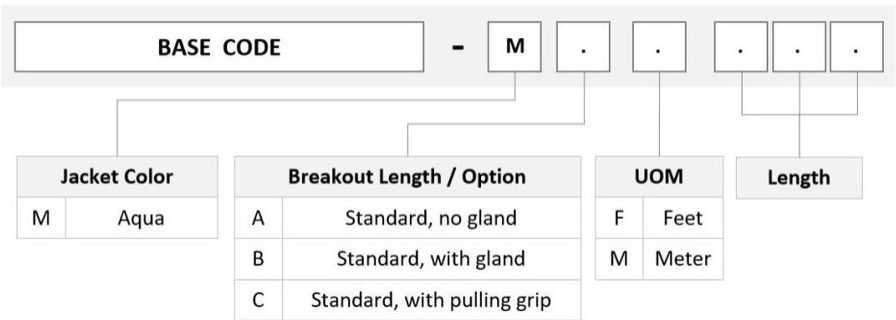 BASE CODE - M . . . . .
Jacket Color
M Aqua
Breakout Length / Option
A Standard, no gland
B Standard, with gland
C Standard, with pulling grip
UOM
F Feet
M Meter
Length